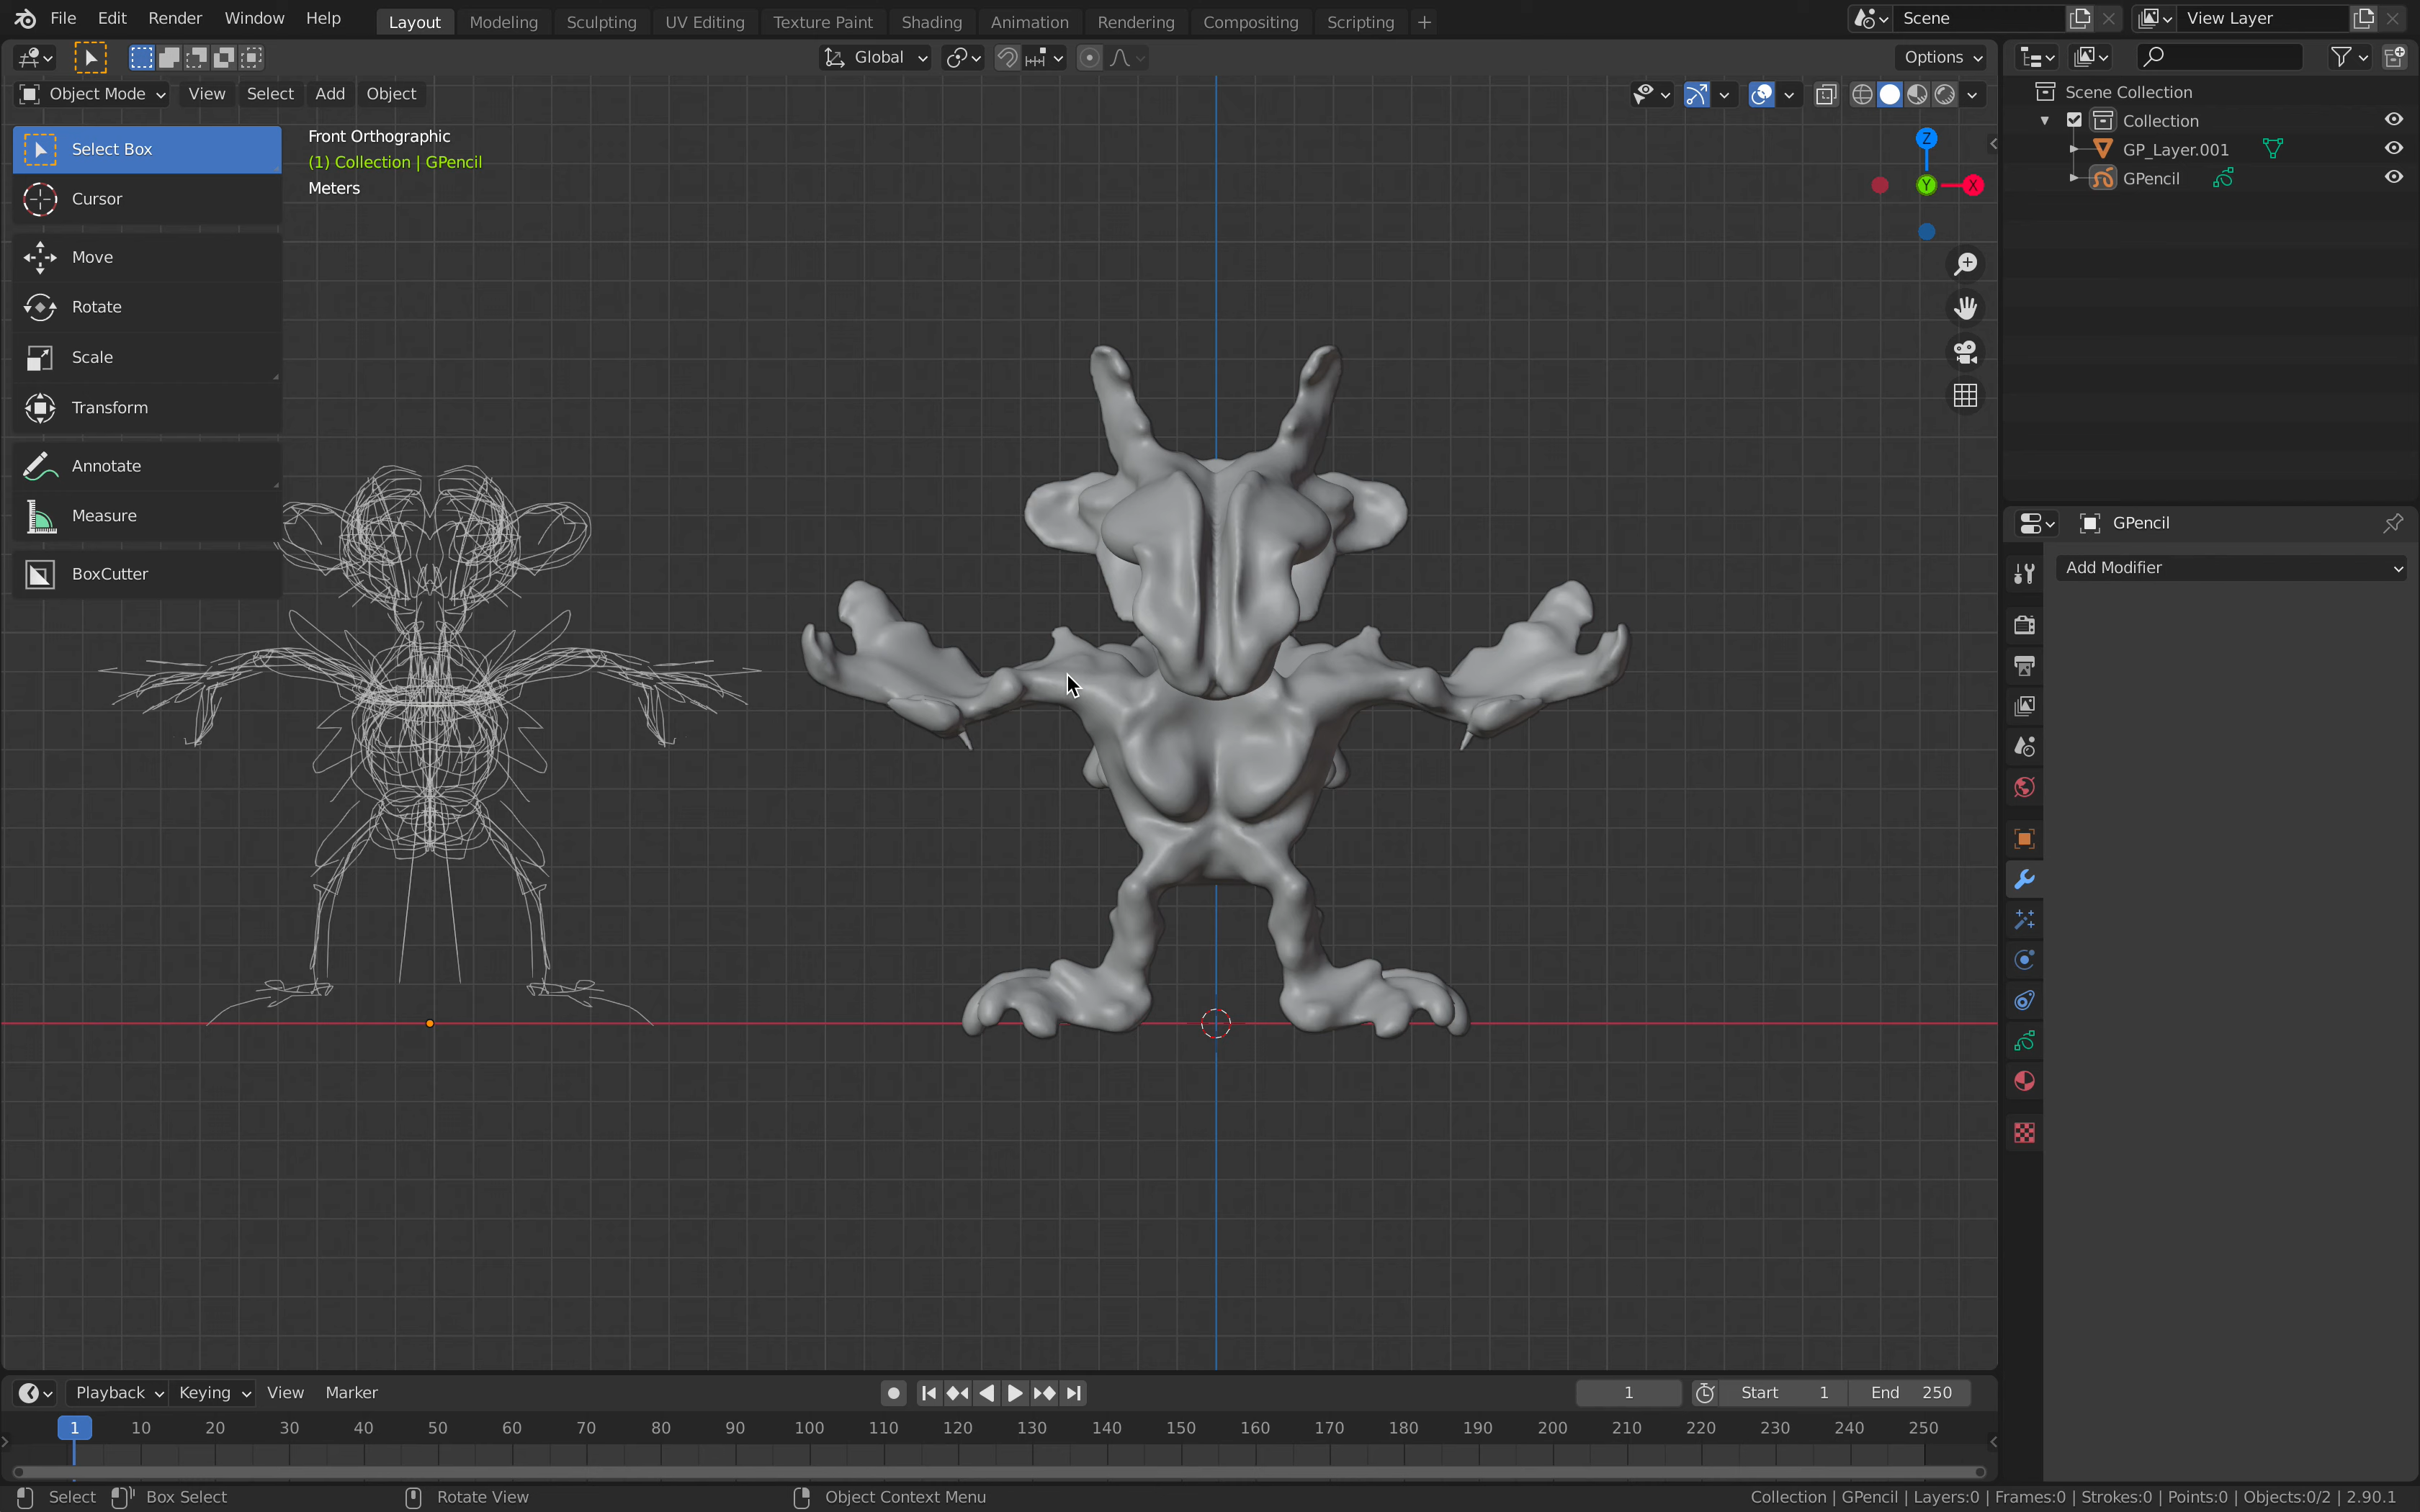 File Edit Render Window Help Layout Modeling Sculpting UV Editing Texture Paint Shading Animation Rendering Compositing Scripting + Scene View Layer
Global Options
Object Mode View Select Add Object
Scene Collection
Collection
GP_Layer.001
GPencil
Select Box
Cursor
Move
Rotate
Scale
Transform
Annotate
Measure
BoxCutter
Front Orthographic
(1) Collection | GPencil
Meters
Z
Y
X
GPencil
Add Modifier
Playback Keying View Marker 1 Start 1 End 250
1 10 20 30 40 50 60 70 80 90 100 110 120 130 140 150 160 170 180 190 200 210 220 230 240 250
Select Box Select Rotate View Object Context Menu Collection | GPencil | Layers:0 | Frames:0 | Strokes:0 | Points:0 | Objects:0/2 | 2.90.1